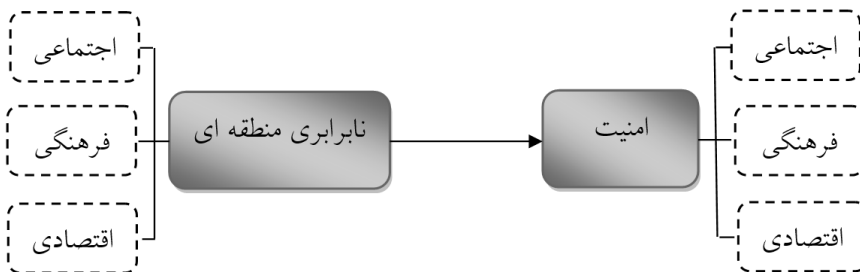 اجتماعی
اجتماعی
امنیت
نابرابری منطقه ای
فرهنگی
فرهنگی
اقتصادی
اقتصادی